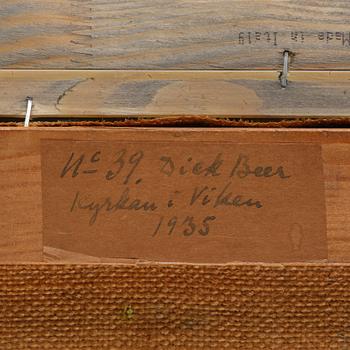 Made in Italy
No 39, Dick Beer
Kyrkan i Viken
1935